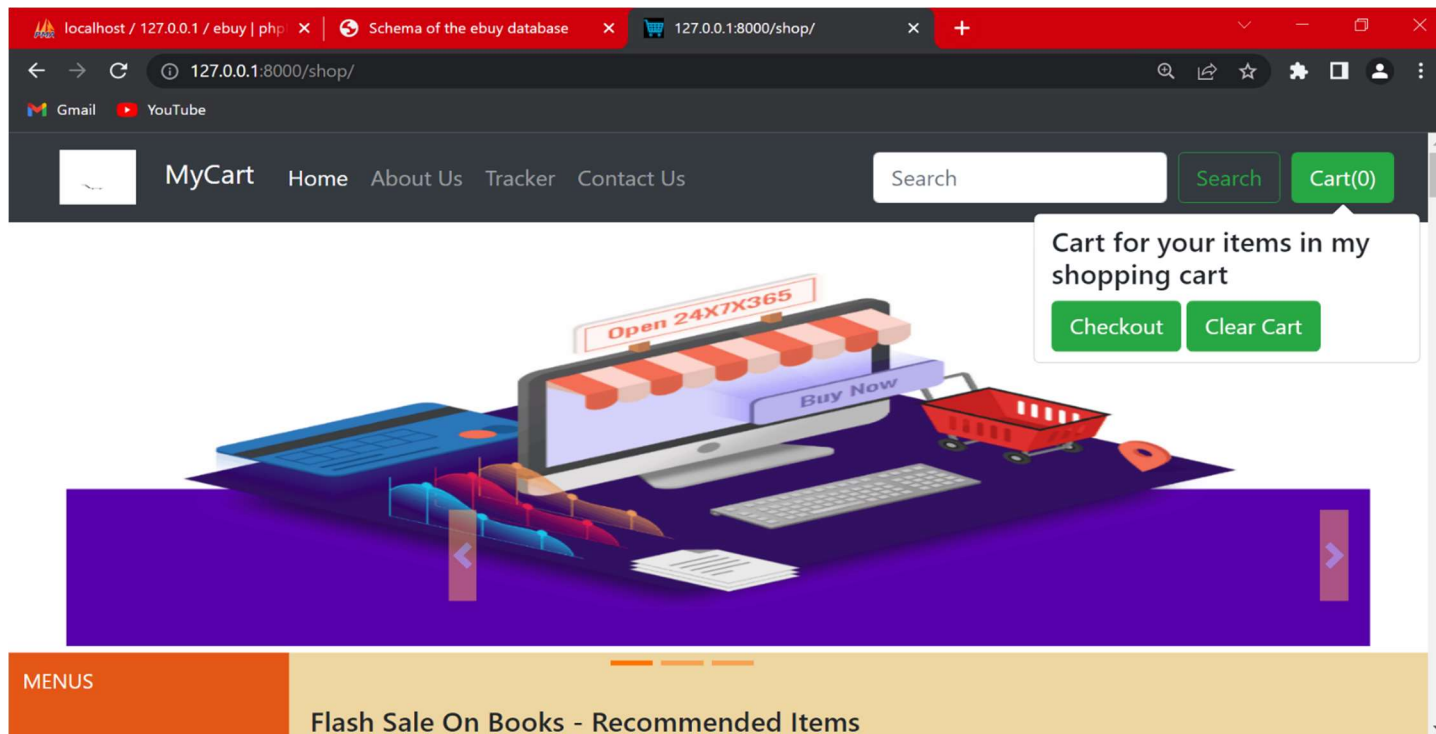 localhost / 127.0.0.1 / ebuy | php
Schema of the ebuy database
127.0.0.1:8000/shop/
127.0.0.1:8000/shop/
Gmail
YouTube
MyCart
Home
About Us
Tracker
Contact Us
Search
Search
Cart(0)
Cart for your items in my
shopping cart
Checkout
Clear Cart
Open 24X7X365
Buy Now
MENUS
Flash Sale On Books - Recommended Items